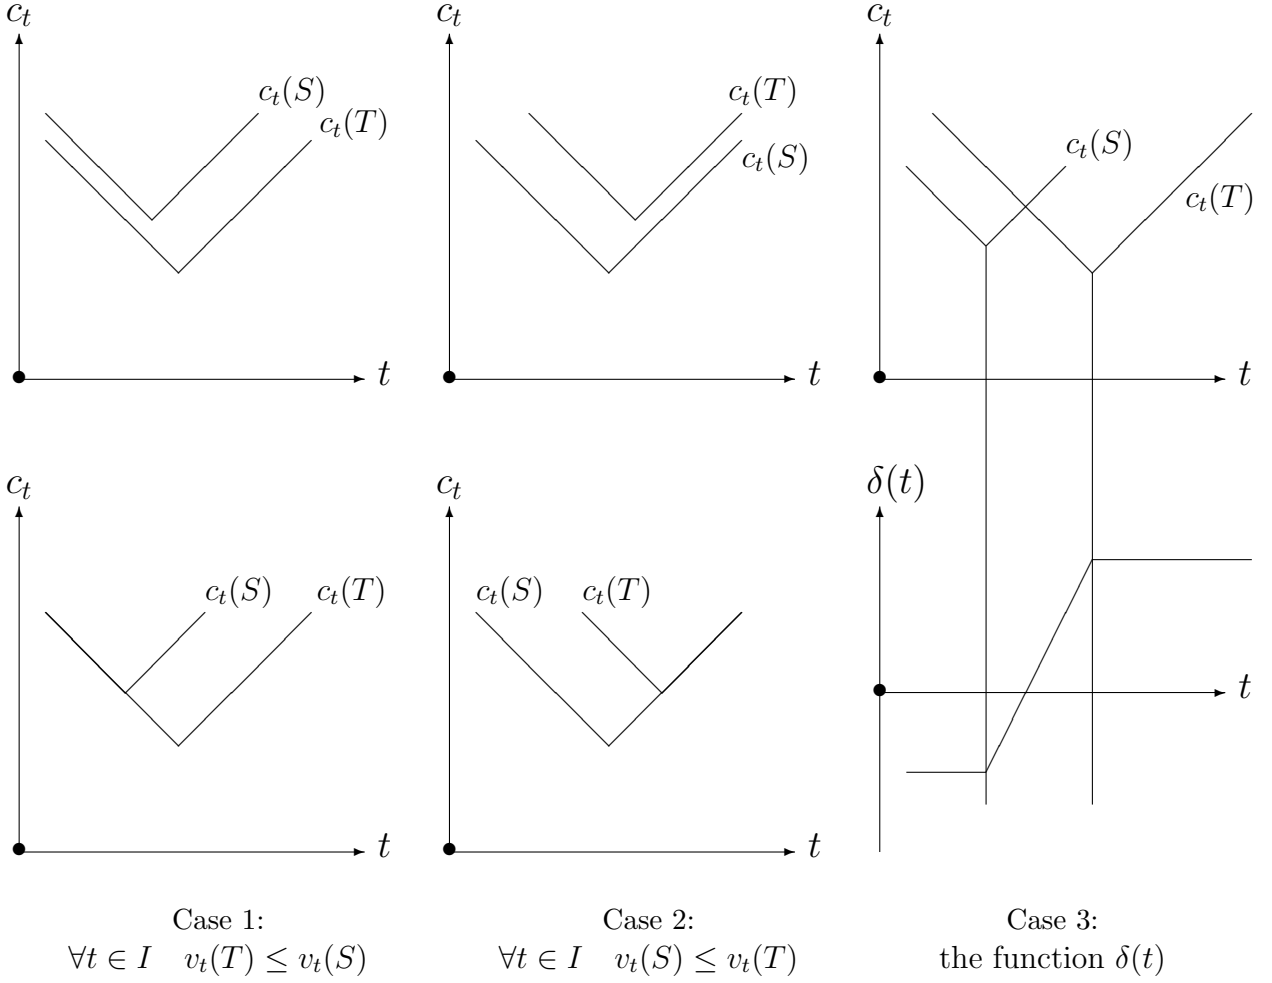 c_t
c_t(S)
c_t(T)
t
c_t
c_t(T)
c_t(S)
t
c_t
c_t(S)
c_t(T)
t
c_t
c_t(S) c_t(T)
t
c_t
c_t(S) c_t(T)
t
δ(t)
t
Case 1:
∀t ∈ I v_t(T) ≤ v_t(S)
Case 2:
∀t ∈ I v_t(S) ≤ v_t(T)
Case 3:
the function δ(t)